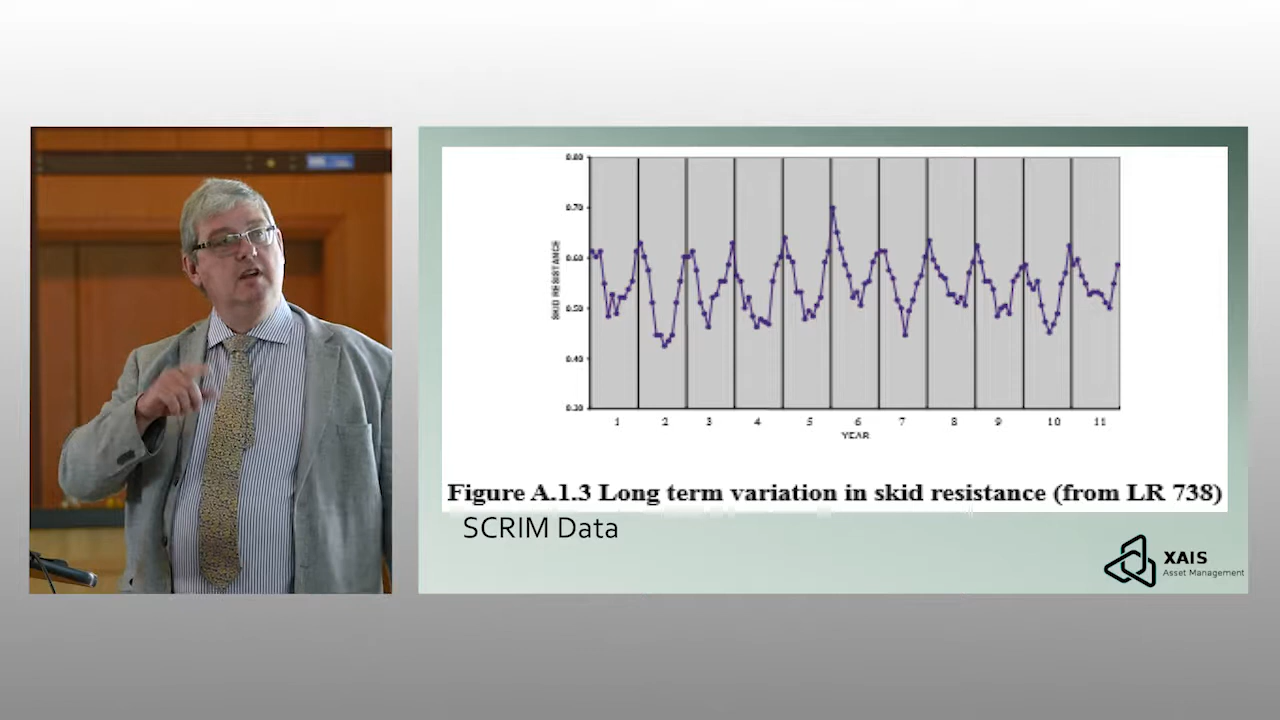 0.80
0.70
0.60
0.50
0.40
0.30
SKID RESISTANCE
1 2 3 4 5 6 7 8 9 10 11
YEAR
Figure A.1.3 Long term variation in skid resistance (from LR 738)
SCRIM Data
XAIS
Asset Management